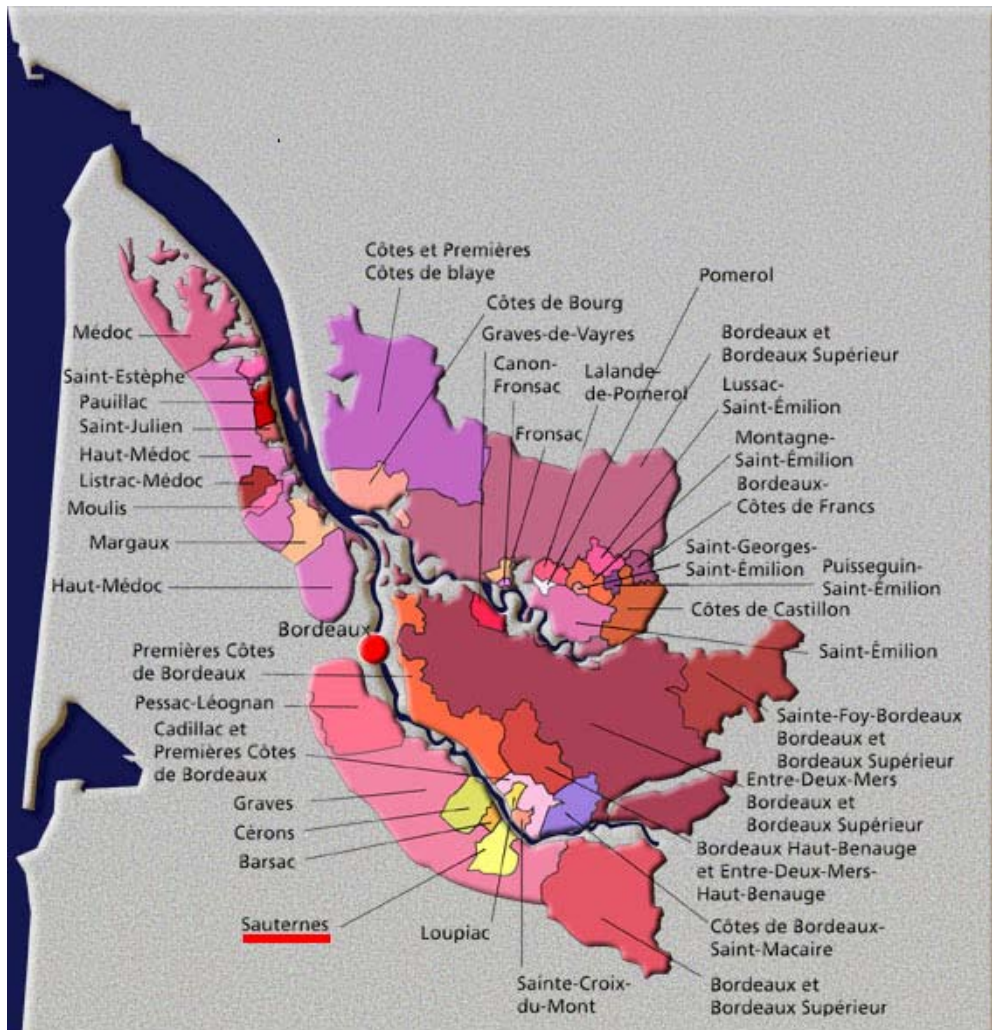 Côtes et Premières
Côtes de blaye
Côtes de Bourg
Graves-de-Vayres
Canon-
Fronsac
Fronsac
Lalande-
de-Pomerol
Pomerol
Bordeaux et
Bordeaux Supérieur
Lussac-
Saint-Émilion
Montagne-
Saint-Émilion
Bordeaux-
Côtes de Francs
Saint-Georges-
Saint-Émilion
Puisseguin-
Saint-Émilion
Côtes de Castillon
Saint-Émilion
Médoc
Saint-Estèphe
Pauillac
Saint-Julien
Haut-Médoc
Listrac-Médoc
Moulis
Margaux
Haut-Médoc
Bordeaux
Premières Côtes
de Bordeaux
Pessac-Léognan
Cadillac et
Premières Côtes
de Bordeaux
Graves
Cérons
Barsac
Sauternes
Loupiac
Sainte-Croix-
du-Mont
Sainte-Foy-Bordeaux
Bordeaux et
Bordeaux Supérieur
Entre-Deux-Mers
Bordeaux et
Bordeaux Supérieur
Bordeaux Haut-Benauge
et Entre-Deux-Mers-
Haut-Benauge
Côtes de Bordeaux-
Saint-Macaire
Bordeaux et
Bordeaux Supérieur